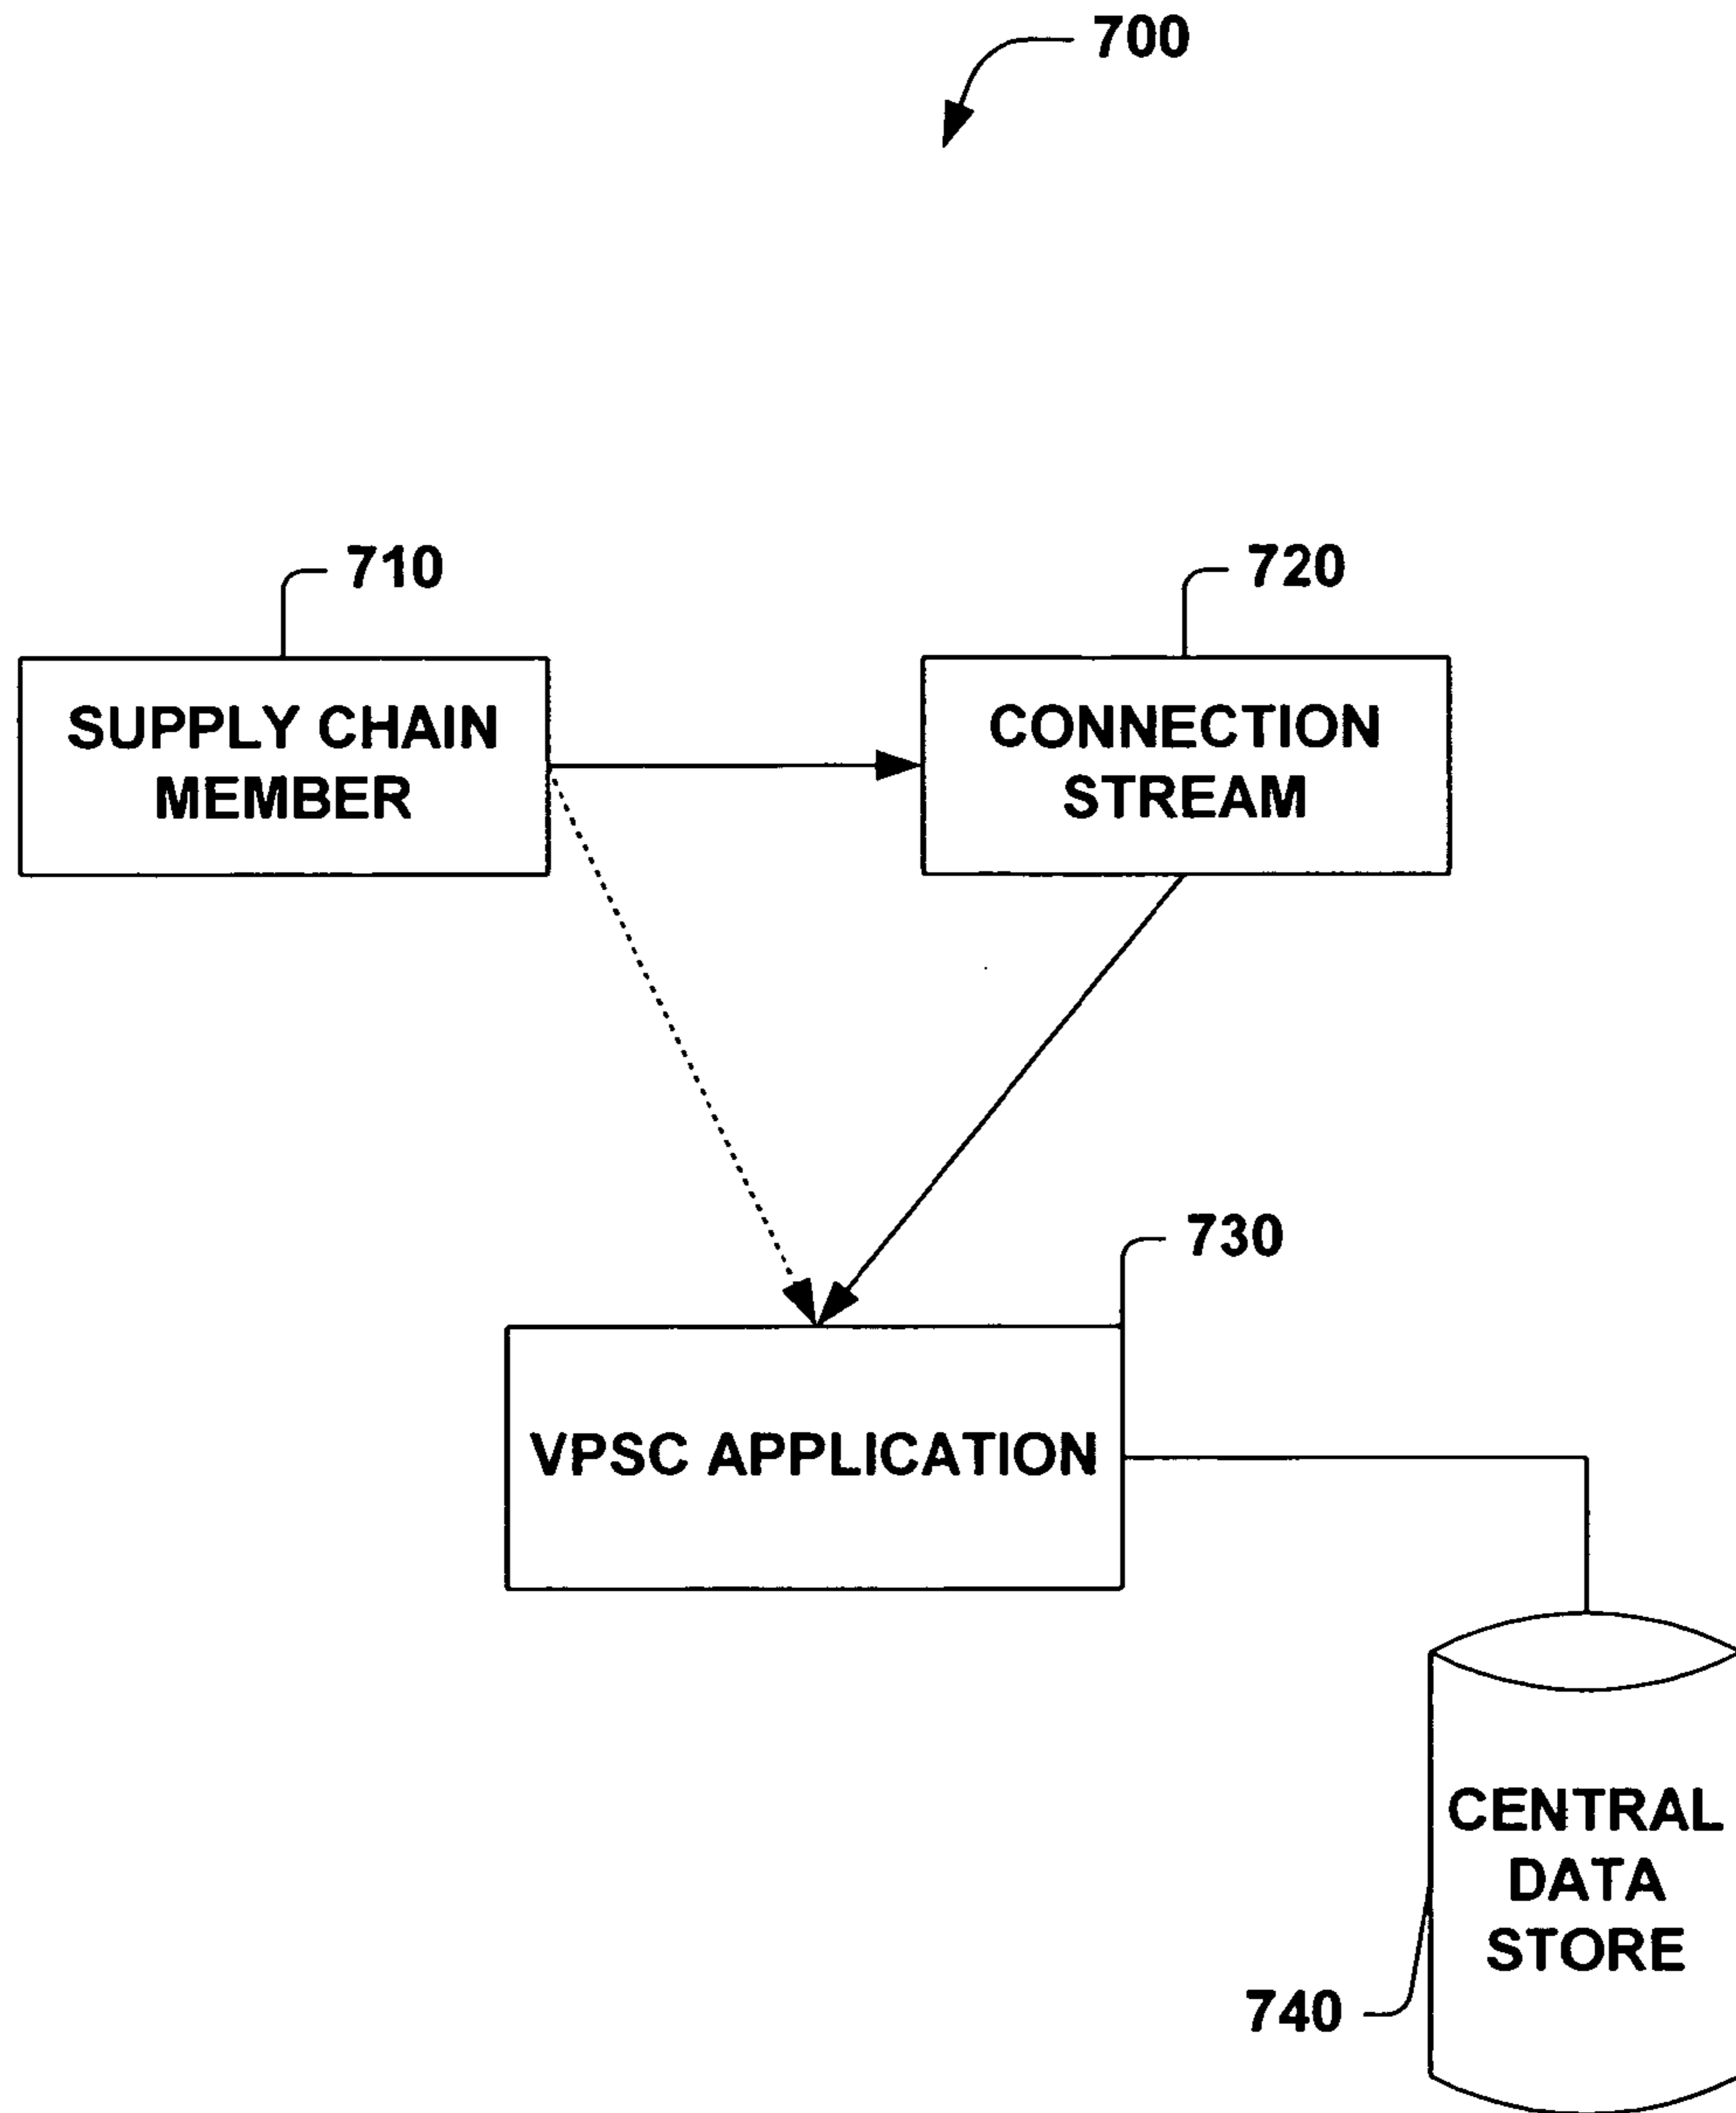 700
710
720
SUPPLY CHAIN
MEMBER
CONNECTION
STREAM
730
VPSC APPLICATION
CENTRAL
DATA
STORE
740